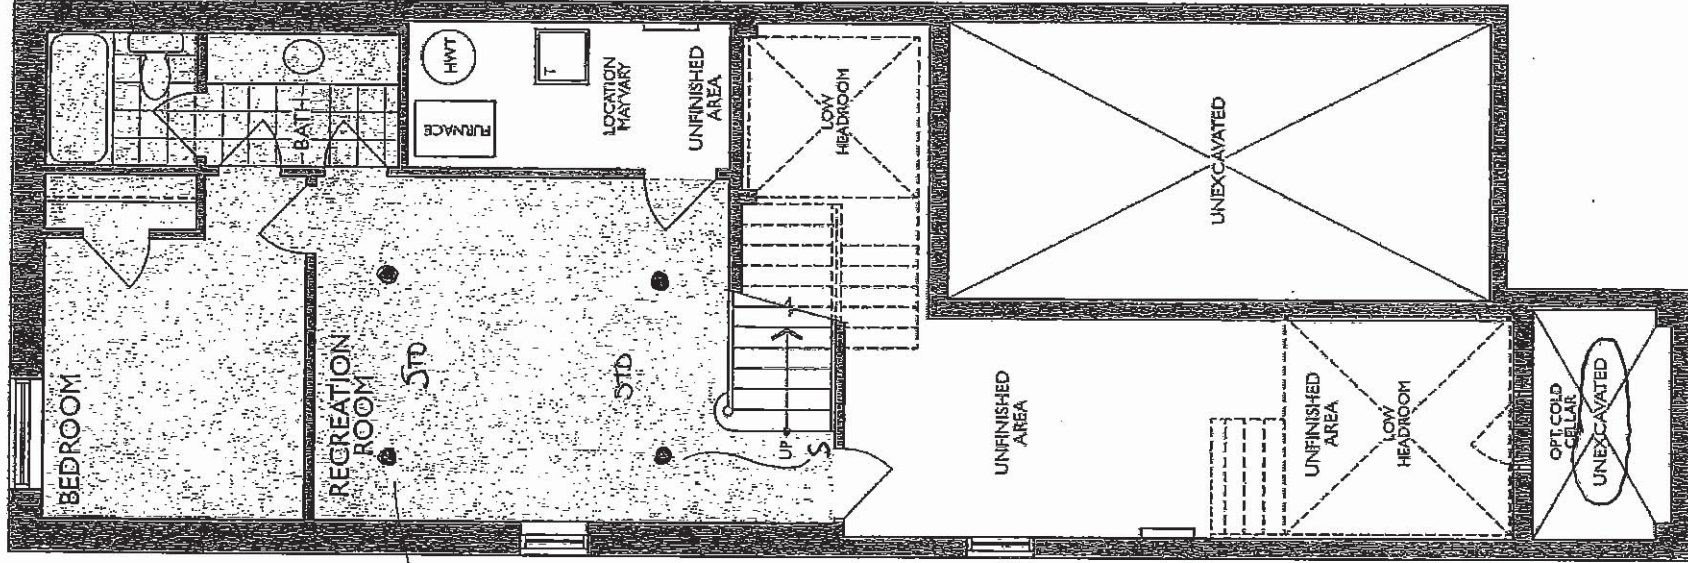 BATH
HWT
FURNACE
T
LOCATION
MAY VARY
UNFINISHED
AREA
LOW
HEADROOM
UNEXCAVATED
BEDROOM
RECREATION
ROOM
STD
STD
UP
S
UNFINISHED
AREA
UNFINISHED
AREA
LOW
HEADROOM
OPT. COLD
CELLAR
UNEXCAVATED